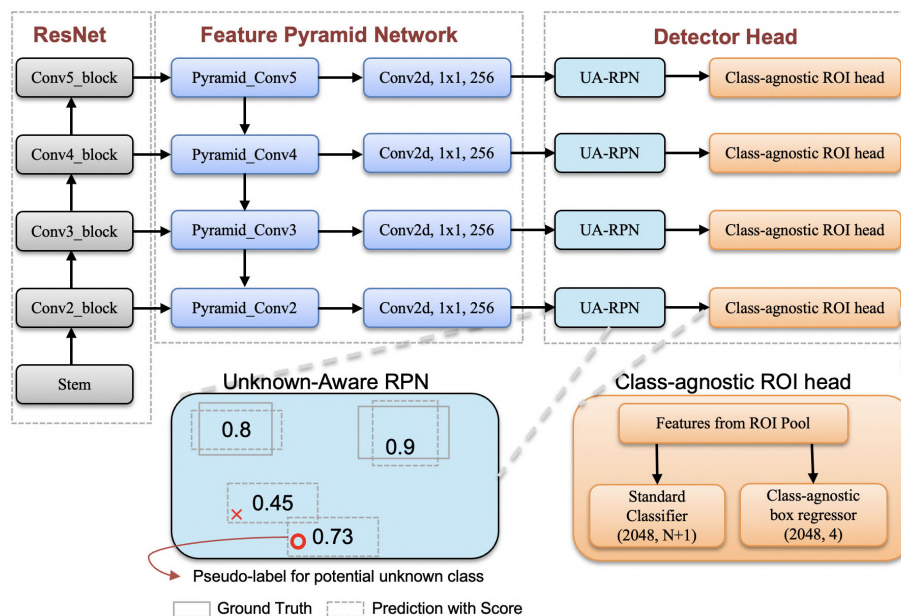 ResNet
Feature Pyramid Network
Detector Head
Conv5_block
Pyramid_Conv5
Conv2d, 1x1, 256
UA-RPN
Class-agnostic ROI head
Conv4_block
Pyramid_Conv4
Conv2d, 1x1, 256
UA-RPN
Class-agnostic ROI head
Conv3_block
Pyramid_Conv3
Conv2d, 1x1, 256
UA-RPN
Class-agnostic ROI head
Conv2_block
Pyramid_Conv2
Conv2d, 1x1, 256
UA-RPN
Class-agnostic ROI head
Stem
Unknown-Aware RPN
0.8
0.9
0.45
0.73
Pseudo-label for potential unknown class
Ground Truth
Prediction with Score
Class-agnostic ROI head
Features from ROI Pool
Standard
Classifier
(2048, N+1)
Class-agnostic
box regressor
(2048, 4)